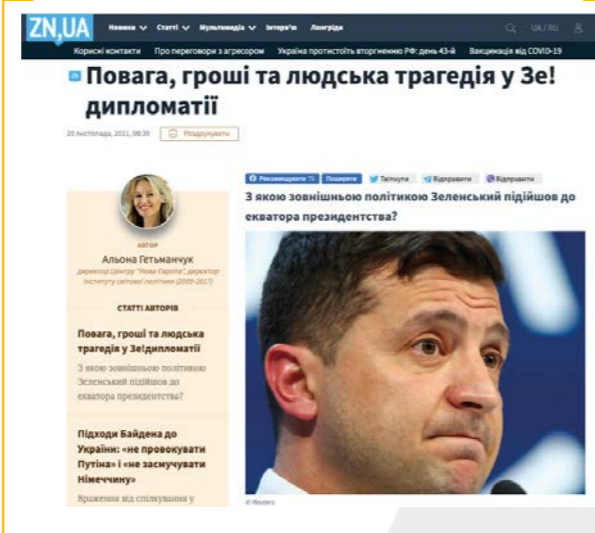 ZN,UA
Новини Статті Мультимедіа Інтерв'ю Лонгріди
UA / RU
Корисні контакти Про переговори з агресором Україна протистоїть вторгненню РФ: день 43-й Вакцинація від COVID-19
Повага, гроші та людська трагедія у Зе!
дипломатії
20 листопада, 2021, 08:30 Роздрукувати
АВТОР
Альона Гетьманчук
директор Центру "Нова Європа", директор
Інституту світової політики (2009-2017)
СТАТТІ АВТОРІВ
Повага, гроші та людська
трагедія у Зе!дипломатії
З якою зовнішньою політикою
Зеленський підійшов до
екватора президентства?
Підходи Байдена до
України: «не провокувати
Путіна» і «не засмучувати
Німеччину»
Враження від спілкування у
Рекомендувати Поширити Твітнути Відправити Відправити
З якою зовнішньою політикою Зеленський підійшов до
екватора президентства?
© Reuters